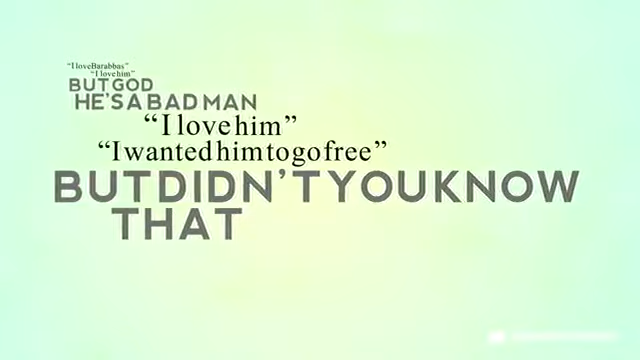 “I love Barabbas”
“I love him”
BUT GOD
HE'S A BAD MAN
“I love him”
“I wanted him to go free”
BUT DIDN'T YOU KNOW
THAT